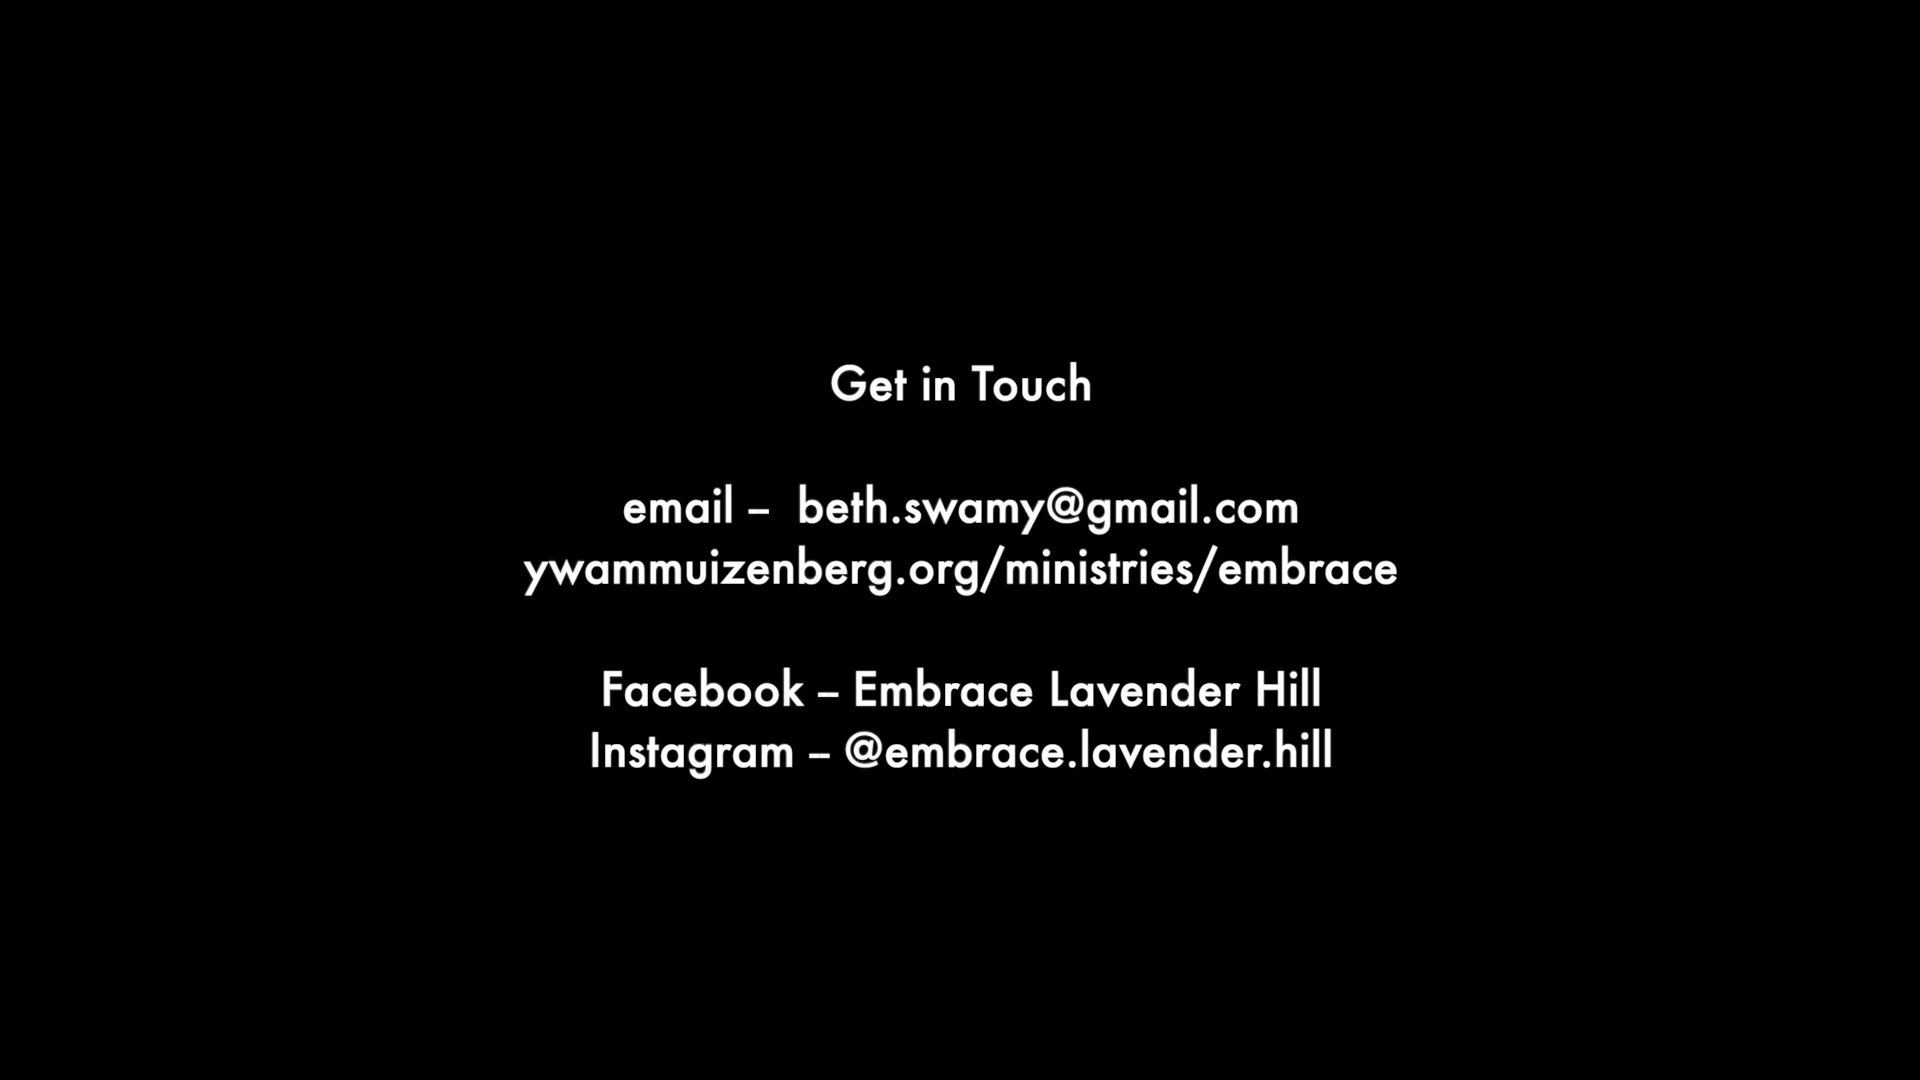 Get in Touch
email – beth.swamy@gmail.com
ywammuizenberg.org/ministries/embrace
Facebook – Embrace Lavender Hill
Instagram – @embrace.lavender.hill